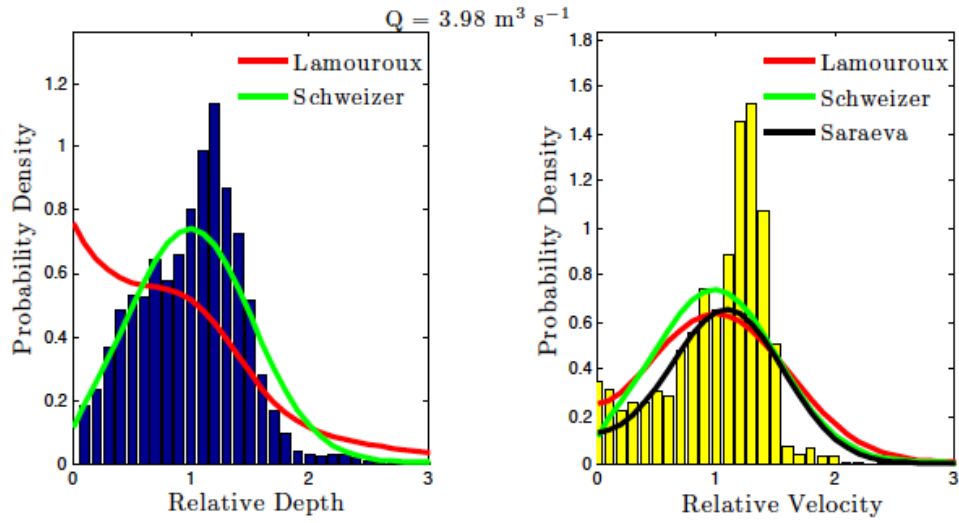 Q = 3.98 m³ s⁻¹
Lamouroux
Schweizer
Probability Density
1.2
1
0.8
0.6
0.4
0.2
0
0
1
2
3
Relative Depth
Lamouroux
Schweizer
Saraeva
Probability Density
1.8
1.6
1.4
1.2
1
0.8
0.6
0.4
0.2
0
0
1
2
3
Relative Velocity